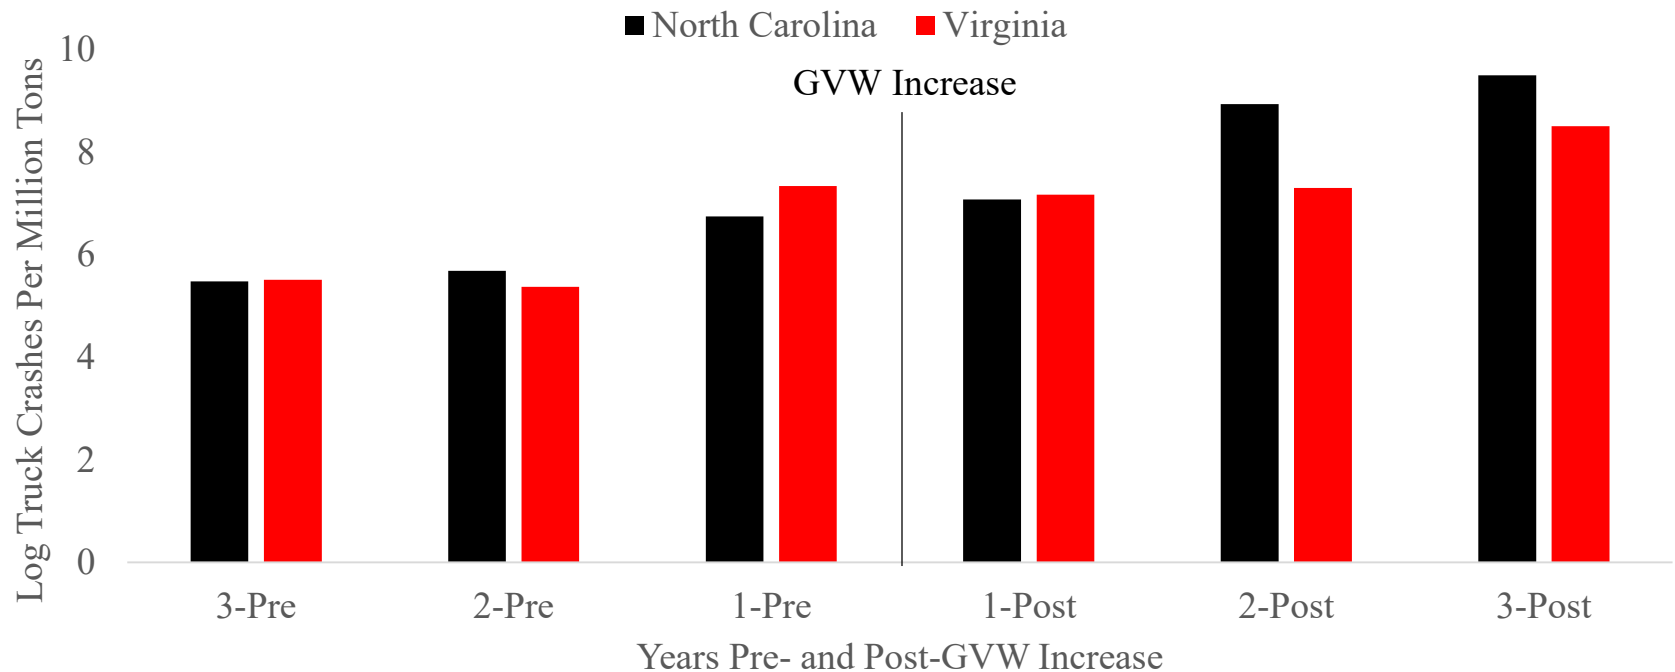 North Carolina Virginia
GVW Increase
Log Truck Crashes Per Million Tons
10
8
6
4
2
0
3-Pre 2-Pre 1-Pre 1-Post 2-Post 3-Post
Years Pre- and Post-GVW Increase